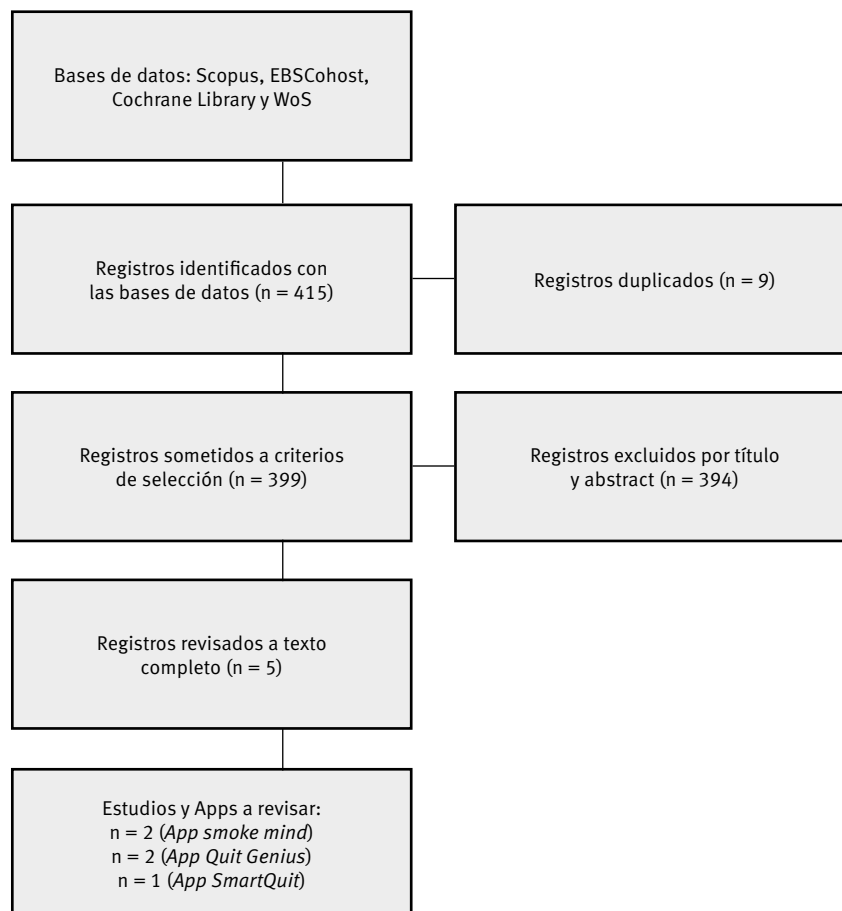 Bases de datos: Scopus, EBSCohost,
Cochrane Library y WoS
Registros identificados con
las bases de datos (n = 415)
Registros duplicados (n = 9)
Registros sometidos a criterios
de selección (n = 399)
Registros excluidos por título
y abstract (n = 394)
Registros revisados a texto
completo (n = 5)
Estudios y Apps a revisar:
n = 2 (App smoke mind)
n = 2 (App Quit Genius)
n = 1 (App SmartQuit)